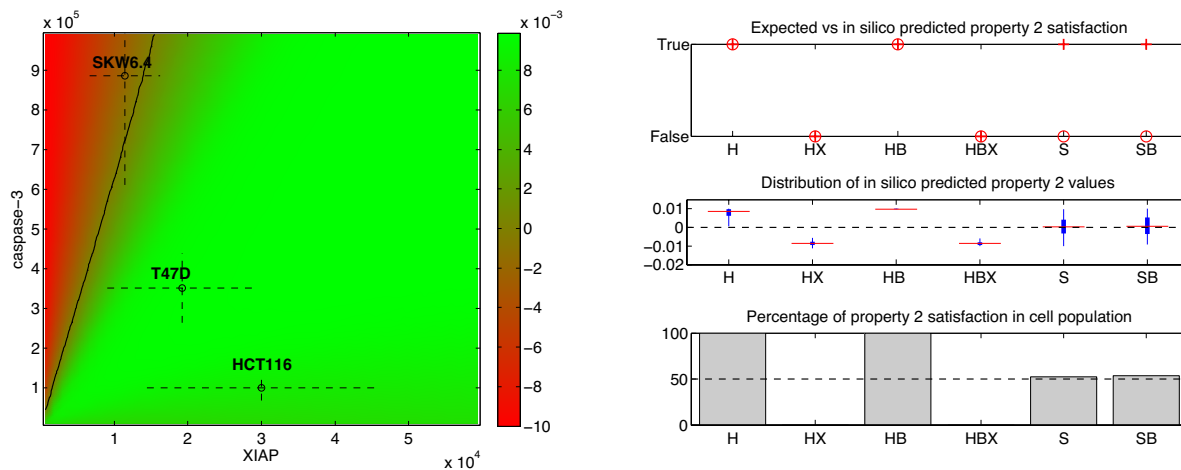 x 10^5
x 10^-3
9
8
7
6
5
4
3
2
1
caspase-3
SKW6.4
T47D
HCT116
1
2
3
4
5
XIAP
x 10^4
8
6
4
2
0
−2
−4
−6
−8
−10
Expected vs in silico predicted property 2 satisfaction
True
False
H HX HB HBX S SB
Distribution of in silico predicted property 2 values
0.01
0
−0.01
−0.02
H HX HB HBX S SB
Percentage of property 2 satisfaction in cell population
100
50
0
H HX HB HBX S SB